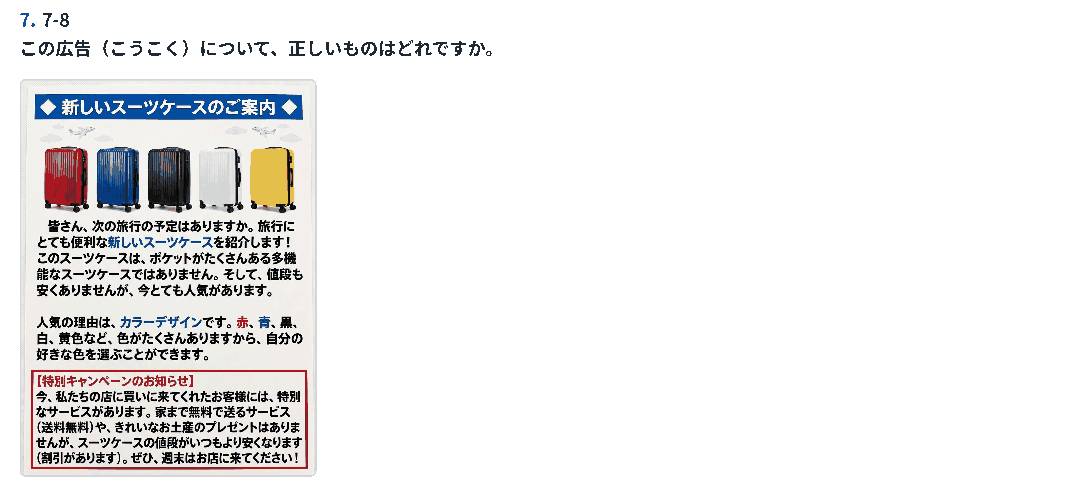 7. 7-8
この広告（こうこく）について、正しいものはどれですか。
◆ 新しいスーツケースのご案内 ◆
皆さん、次の旅行の予定はありますか。旅行に
とても便利な新しいスーツケースを紹介します！
このスーツケースは、ポケットがたくさんある多機
能なスーツケースではありません。そして、値段も
安くありませんが、今とても人気があります。
人気の理由は、カラーデザインです。赤、青、黒、
白、黄色など、色がたくさんありますから、自分の
好きな色を選ぶことができます。
【特別キャンペーンのお知らせ】
今、私たちの店に買いに来てくれたお客様には、特別
なサービスがあります。家まで無料で送るサービス
（送料無料）や、きれいなお土産のプレゼントはありま
せんが、スーツケースの値段がいつもより安くなります
（割引があります）。ぜひ、週末はお店に来てください！